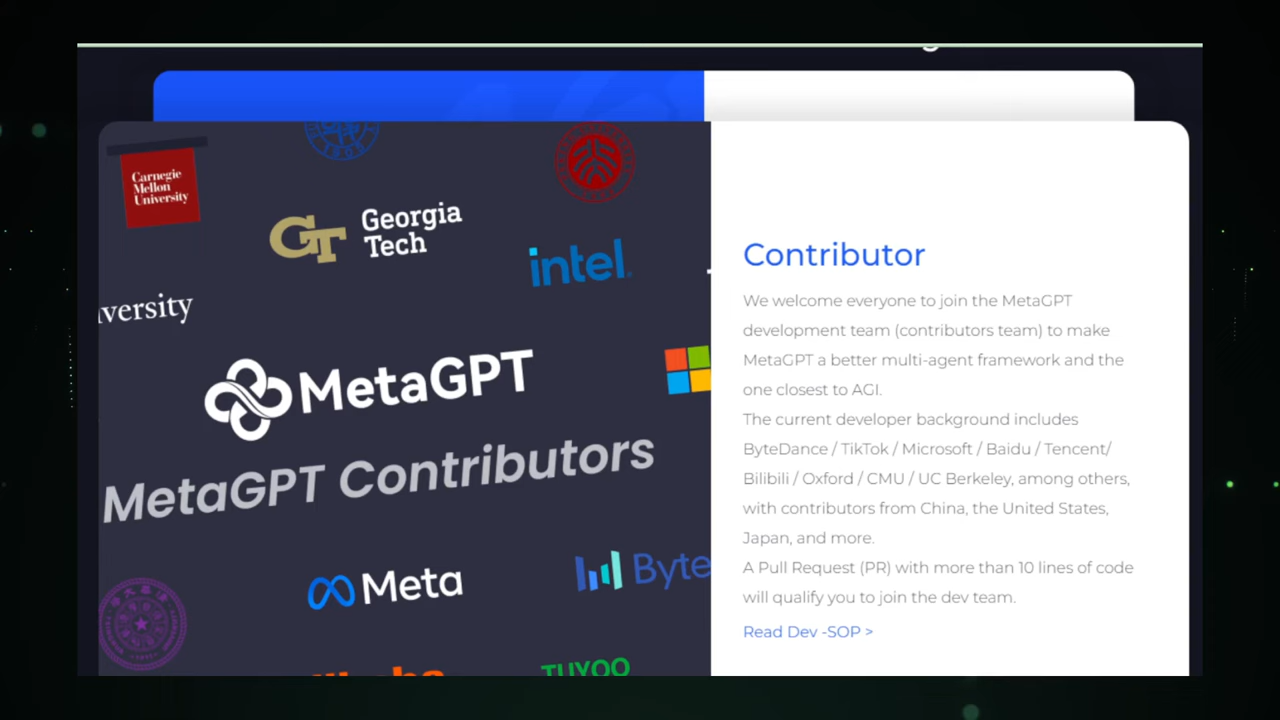 Carnegie
Mellon
University
Georgia
Tech
intel.
MetaGPT
MetaGPT Contributors
Meta
Byte
TUYOO
Contributor
We welcome everyone to join the MetaGPT
development team (contributors team) to make
MetaGPT a better multi-agent framework and the
one closest to AGI.
The current developer background includes
ByteDance / TikTok / Microsoft / Baidu / Tencent/
Bilibili / Oxford / CMU / UC Berkeley, among others,
with contributors from China, the United States,
Japan, and more.
A Pull Request (PR) with more than 10 lines of code
will qualify you to join the dev team.
Read Dev -SOP >